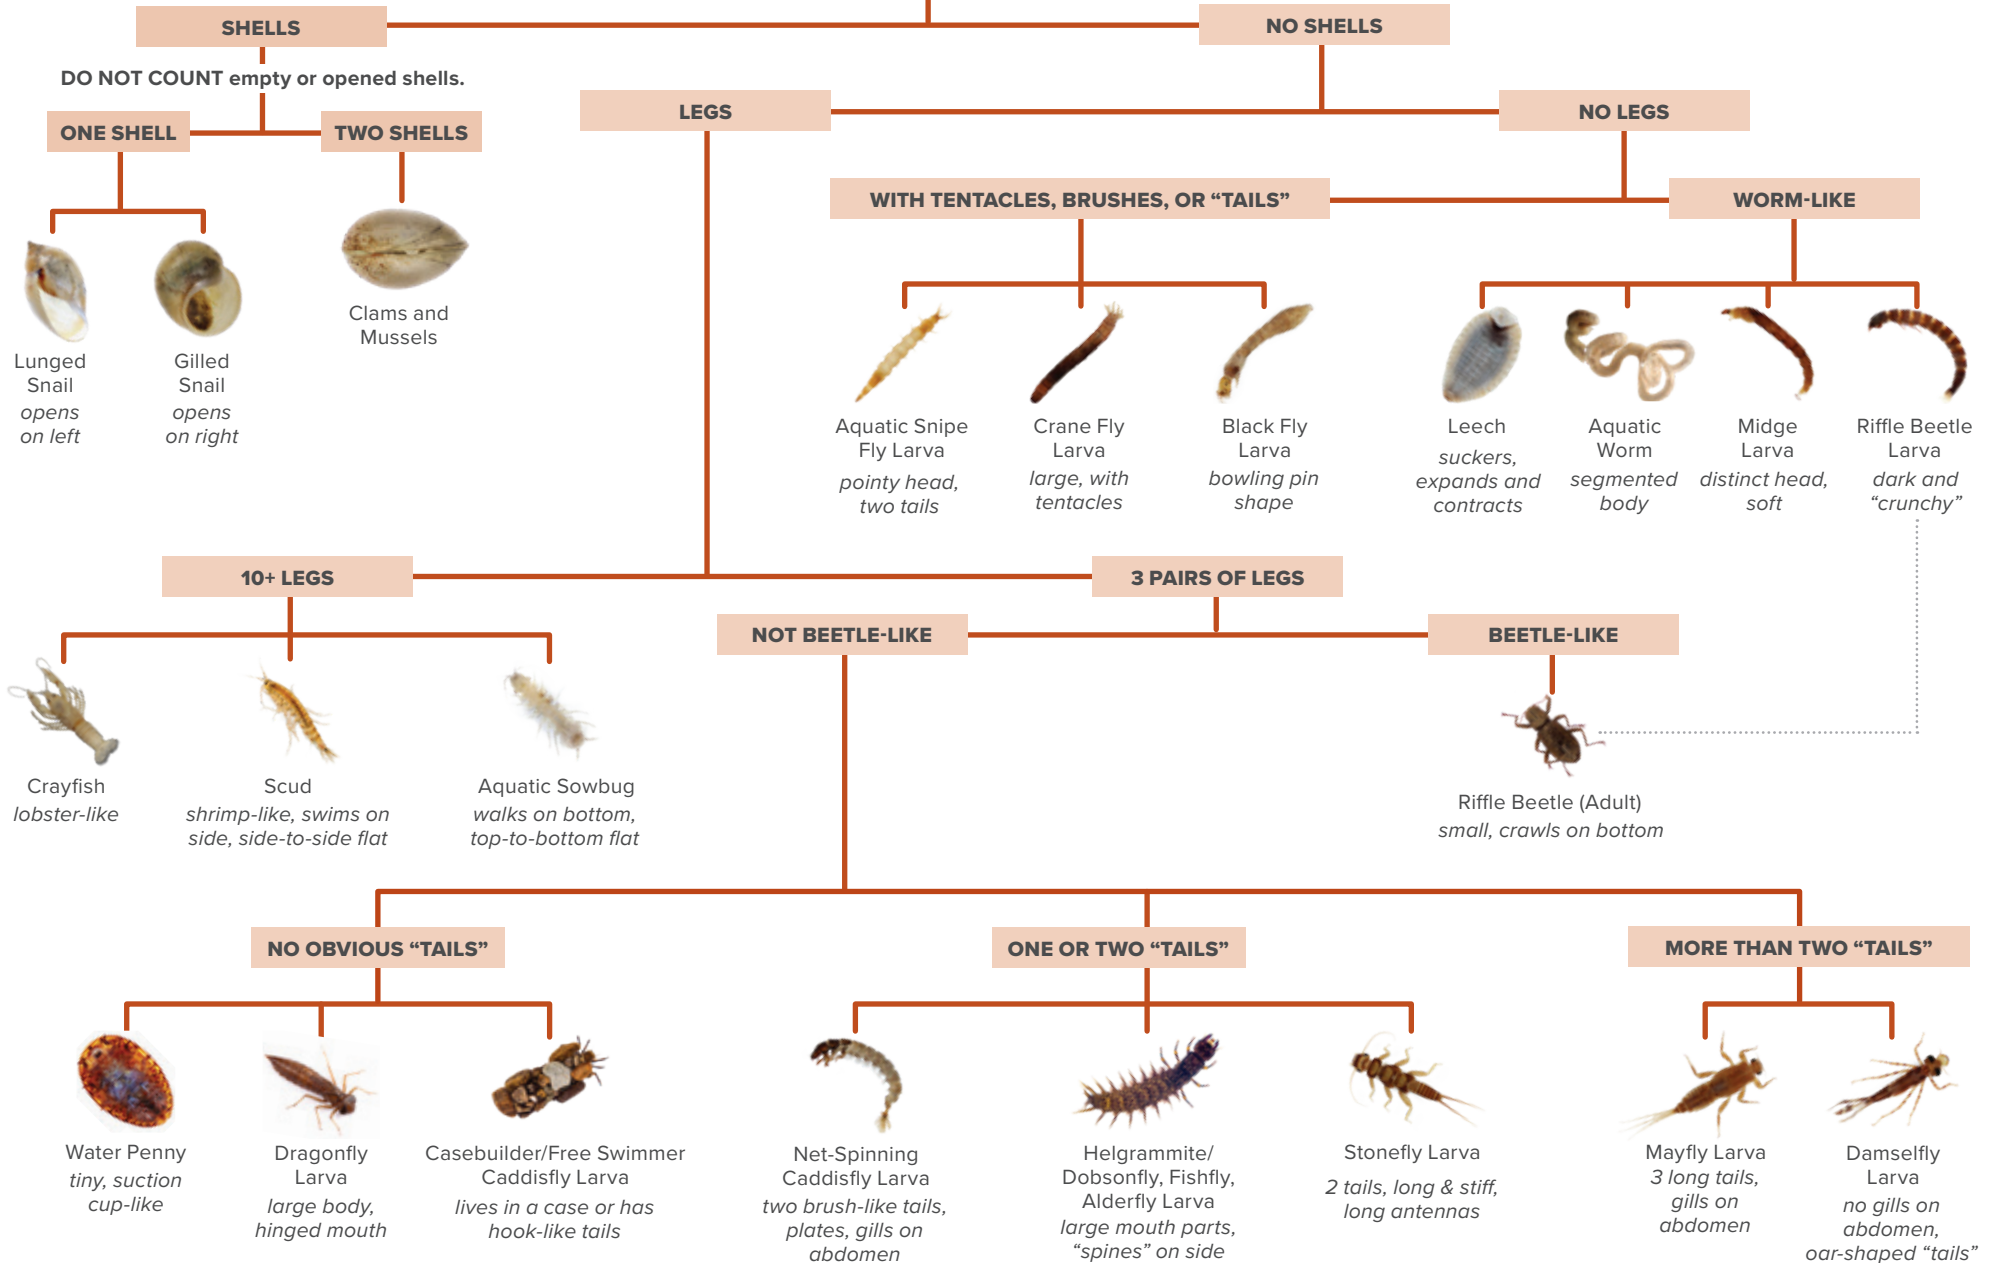 SHELLS
NO SHELLS
DO NOT COUNT empty or opened shells.
ONE SHELL
TWO SHELLS
LEGS
NO LEGS
WITH TENTACLES, BRUSHES, OR “TAILS”
WORM-LIKE
Lunged
Snail
opens
on left
Gilled
Snail
opens
on right
Clams and
Mussels
Aquatic Snipe
Fly Larva
pointy head,
two tails
Crane Fly
Larva
large, with
tentacles
Black Fly
Larva
bowling pin
shape
Leech
suckers,
expands and
contracts
Aquatic
Worm
segmented
body
Midge
Larva
distinct head,
soft
Riffle Beetle
Larva
dark and
“crunchy”
10+ LEGS
3 PAIRS OF LEGS
NOT BEETLE-LIKE
BEETLE-LIKE
Crayfish
lobster-like
Scud
shrimp-like, swims on
side, side-to-side flat
Aquatic Sowbug
walks on bottom,
top-to-bottom flat
Riffle Beetle (Adult)
small, crawls on bottom
NO OBVIOUS “TAILS”
ONE OR TWO “TAILS”
MORE THAN TWO “TAILS”
Water Penny
tiny, suction
cup-like
Dragonfly
Larva
large body,
hinged mouth
Casebuilder/Free Swimmer
Caddisfly Larva
lives in a case or has
hook-like tails
Net-Spinning
Caddisfly Larva
two brush-like tails,
plates, gills on
abdomen
Helgrammite/
Dobsonfly, Fishfly,
Alderfly Larva
large mouth parts,
“spines” on side
Stonefly Larva
2 tails, long & stiff,
long antennas
Mayfly Larva
3 long tails,
gills on
abdomen
Damselfly
Larva
no gills on
abdomen,
oar-shaped “tails”